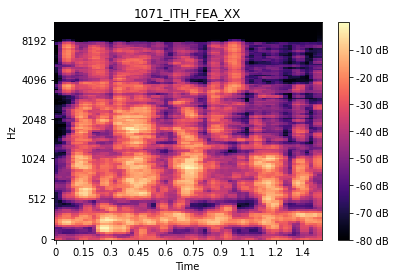 1071_ITH_FEA_XX
8192
4096
2048
1024
512
0
Hz
0 0.15 0.3 0.45 0.6 0.75 0.9 1.1 1.2 1.4
Time
-10 dB
-20 dB
-30 dB
-40 dB
-50 dB
-60 dB
-70 dB
-80 dB